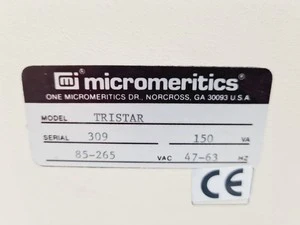 mi micromeritics®
ONE MICROMERITICS DR., NORCROSS, GA 30093 U.S.A.
MODEL TRISTAR
SERIAL 309 150 VA
85-265 VAC 47-63 HZ
CE